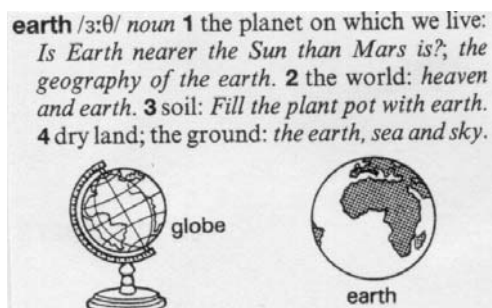 earth /ɜ:θ/ noun 1 the planet on which we live:
Is Earth nearer the Sun than Mars is?; the
geography of the earth. 2 the world: heaven
and earth. 3 soil: Fill the plant pot with earth.
4 dry land; the ground: the earth, sea and sky.
globe
earth